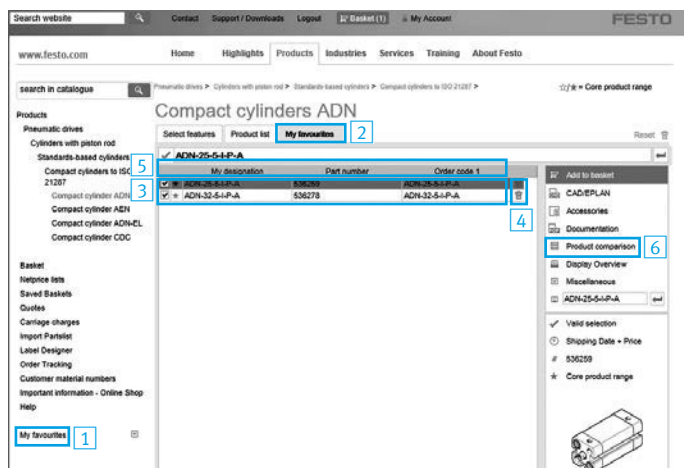 Search website
Contact Support / Downloads Logout Basket (1) My Account
FESTO
www.festo.com
Home Highlights Products Industries Services Training About Festo
search in catalogue
Pneumatic drives > Cylinders with piston rod > Standards-based cylinders > Compact cylinders to ISO 21287 >
☆/★ = Core product range
Products
Pneumatic drives
Cylinders with piston rod
Standards-based cylinders
Compact cylinders to ISO
21287
Compact cylinder ADN
Compact cylinder AEN
Compact cylinder ADN-EL
Compact cylinder CDC
Basket
Netprice lists
Saved Baskets
Quotes
Carriage charges
Import Partslist
Label Designer
Order Tracking
Customer material numbers
Important information - Online Shop
Help
My favourites 1
Compact cylinders ADN
Select features Product list My favourites 2
Reset
ADN-25-5-I-P-A
5 My designation Part number Order code 1
3 ADN-25-5-I-P-A 536259 ADN-25-5-I-P-A
ADN-32-5-I-P-A 536278 ADN-32-5-I-P-A
4
Add to basket
CAD/EPLAN
Accessories
Documentation
Product comparison 6
Display Overview
Miscellaneous
ADN-25-5-I-P-A
Valid selection
Shipping Date + Price
# 536259
Core product range